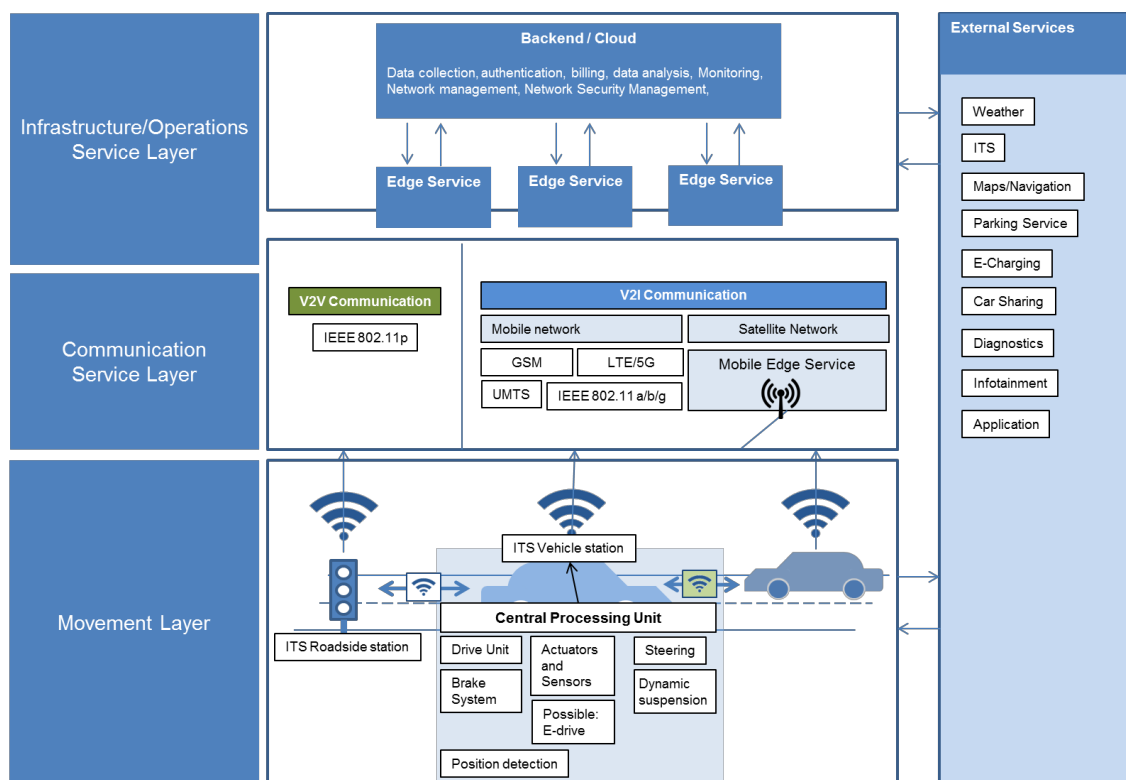 Infrastructure/Operations
Service Layer
Backend / Cloud
Data collection, authentication, billing, data analysis, Monitoring,
Network management, Network Security Management,
Edge Service
Edge Service
Edge Service
Communication
Service Layer
V2V Communication
IEEE 802.11p
V2I Communication
Mobile network
Satellite Network
GSM
LTE/5G
UMTS
IEEE 802.11 a/b/g
Mobile Edge Service
Movement Layer
ITS Roadside station
ITS Vehicle station
Central Processing Unit
Drive Unit
Brake
System
Actuators
and
Sensors
Possible:
E-drive
Steering
Dynamic
suspension
Position detection
External Services
Weather
ITS
Maps/Navigation
Parking Service
E-Charging
Car Sharing
Diagnostics
Infotainment
Application